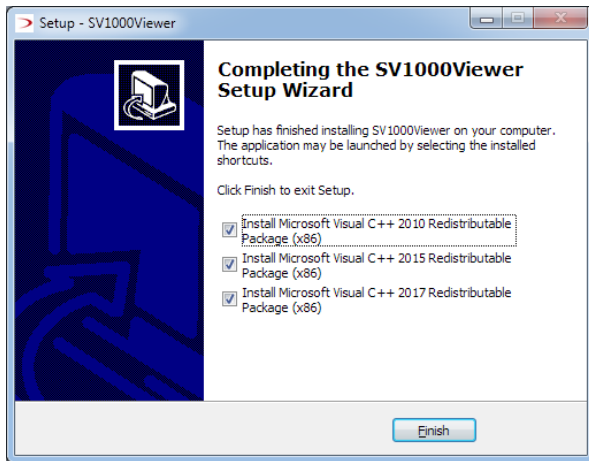 Setup - SV1000Viewer
Completing the SV1000Viewer
Setup Wizard
Setup has finished installing SV1000Viewer on your computer.
The application may be launched by selecting the installed
shortcuts.
Click Finish to exit Setup.
Install Microsoft Visual C++ 2010 Redistributable
Package (x86)
Install Microsoft Visual C++ 2015 Redistributable
Package (x86)
Install Microsoft Visual C++ 2017 Redistributable
Package (x86)
Finish